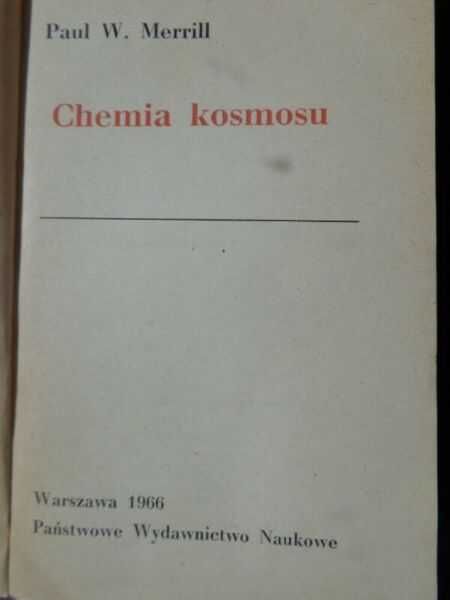 Paul W. Merrill
Chemia kosmosu
Warszawa 1966
Państwowe Wydawnictwo Naukowe